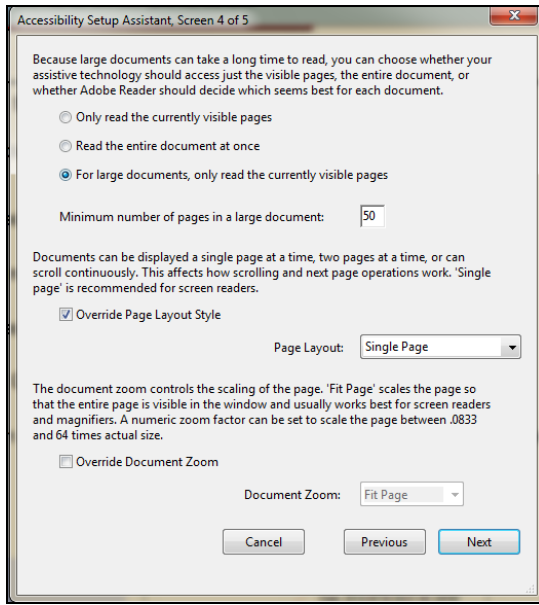 Accessibility Setup Assistant, Screen 4 of 5
Because large documents can take a long time to read, you can choose whether your
assistive technology should access just the visible pages, the entire document, or
whether Adobe Reader should decide which seems best for each document.
Only read the currently visible pages
Read the entire document at once
For large documents, only read the currently visible pages
Minimum number of pages in a large document: 50
Documents can be displayed a single page at a time, two pages at a time, or can
scroll continuously. This affects how scrolling and next page operations work. 'Single
page' is recommended for screen readers.
Override Page Layout Style
Page Layout: Single Page
The document zoom controls the scaling of the page. 'Fit Page' scales the page so
that the entire page is visible in the window and usually works best for screen readers
and magnifiers. A numeric zoom factor can be set to scale the page between .0833
and 64 times actual size.
Override Document Zoom
Document Zoom: Fit Page
Cancel Previous Next